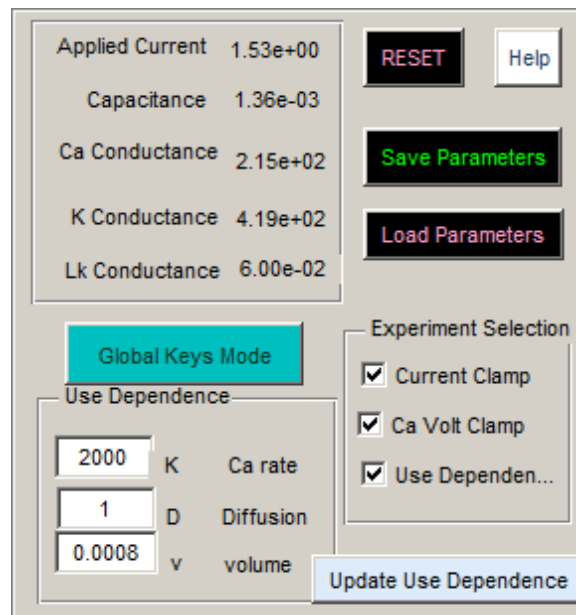 Applied Current 1.53e+00
Capacitance 1.36e-03
Ca Conductance 2.15e+02
K Conductance 4.19e+02
Lk Conductance 6.00e-02
RESET
Help
Save Parameters
Load Parameters
Global Keys Mode
Use Dependence
2000 K Ca rate
1 D Diffusion
0.0008 v volume
Experiment Selection
Current Clamp
Ca Volt Clamp
Use Dependen...
Update Use Dependence